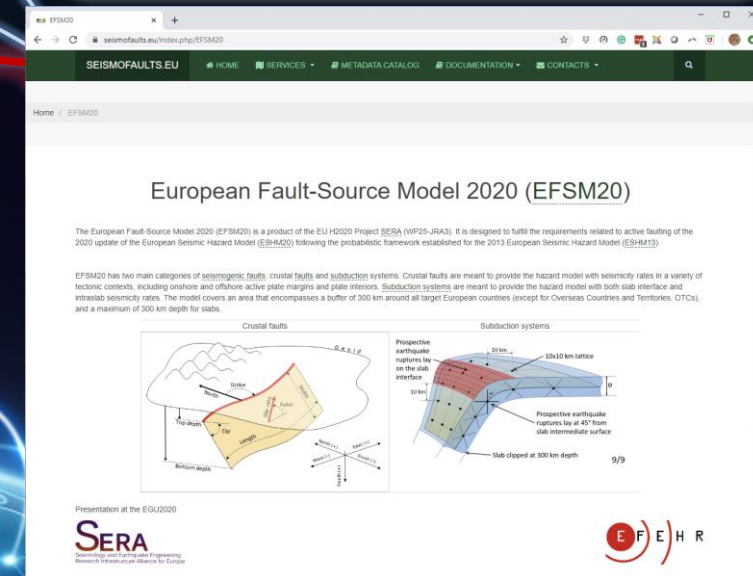 EFSM20
seismofaults.eu/index.php/EFSM20
SEISMOFAULTS.EU HOME SERVICES METADATA CATALOG DOCUMENTATION CONTACTS
Home / EFSM20
European Fault-Source Model 2020 (EFSM20)
The European Fault-Source Model 2020 (EFSM20) is a product of the EU H2020 Project SERA (WP25-JRA3). It is designed to fulfill the requirements related to active faulting of the
2020 update of the European Seismic Hazard Model (ESHM20) following the probabilistic framework established for the 2013 European Seismic Hazard Model (ESHM13).
EFSM20 has two main categories of seismogenic faults: crustal faults and subduction systems. Crustal faults are meant to provide the hazard model with seismicity rates in a variety of
tectonic contexts, including onshore and offshore active plate margins and plate interiors. Subduction systems are meant to provide the hazard model with both slab interface and
intraslab seismicity rates. The model covers an area that encompasses a buffer of 300 km around all target European countries (except for Overseas Countries and Territories, OTCs),
and a maximum of 300 km depth for slabs.
Crustal faults
Geoid
Strike
North
Top depth
Dip
Rake
Width
Length
Bottom depth
North (+)
East (+)
West (-)
South (-)
Depth (+)
Subduction systems
Prospective
earthquake
ruptures lay
on the slab
interface
10 km
10x10 km lattice
10 km
Prospective earthquake
ruptures lay at 45° from
slab intermediate surface
Slab clipped at 300 km depth
9/9
Presentation at the EGU2020
SERA
Seismology and Earthquake Engineering
Research Infrastructure Alliance for Europe
EFEHR